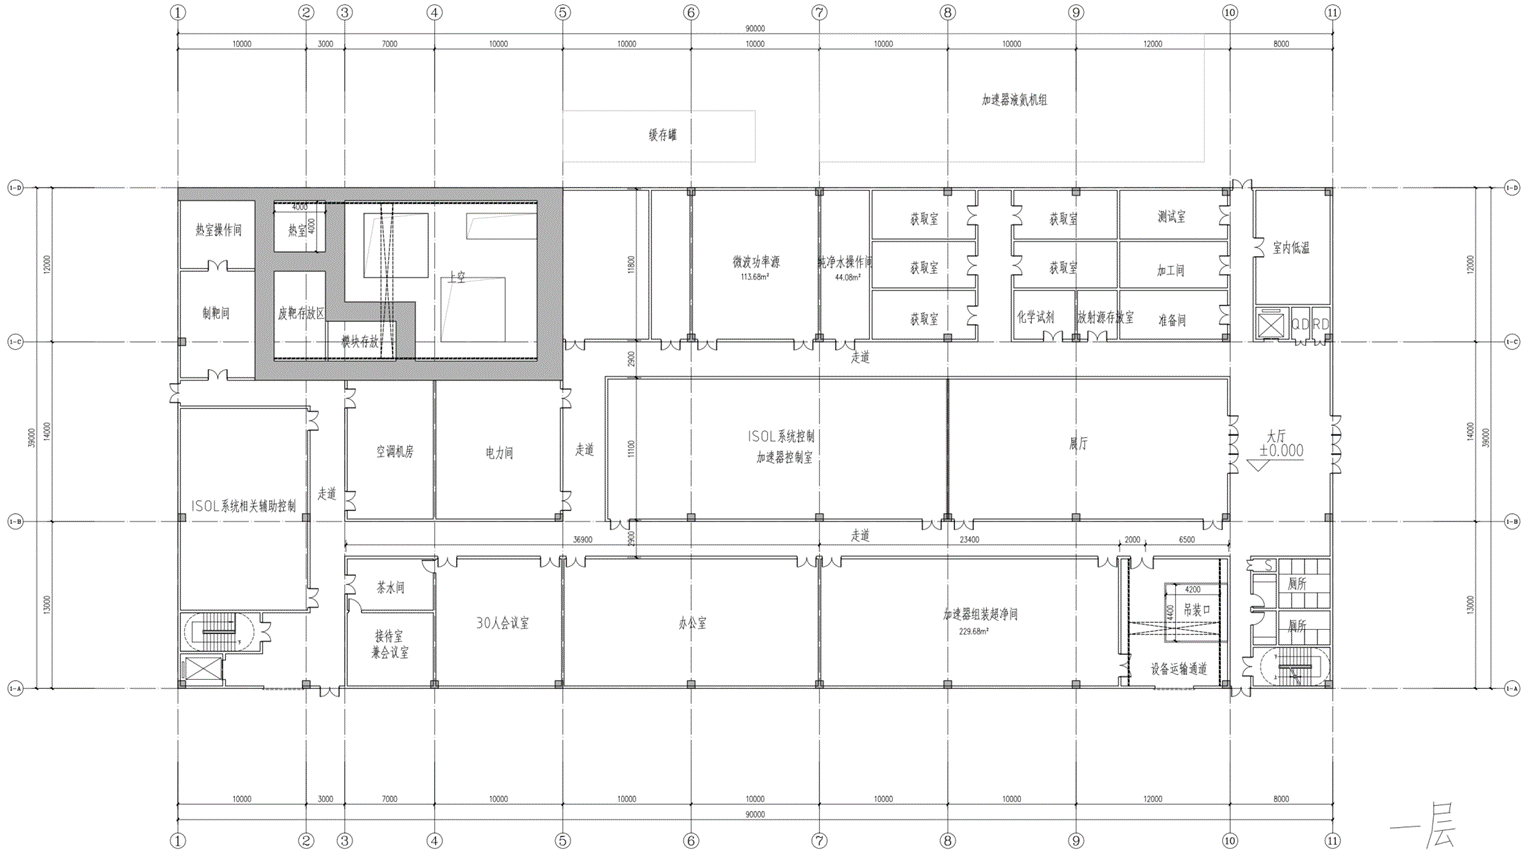 ① ② ③ ④ ⑤ ⑥ ⑦ ⑧ ⑨ ⑩ ⑪
90000
10000 3000 7000 10000 10000 10000 10000 10000 12000 8000
加速器液氮机组
缓存罐
1-D 1-D
4000
4000
热室操作间
热室
上空
制靶间
废靶存放区
模块存放
11800
微波功率源
113.68m²
纯净水操作间
44.08m²
获取室
获取室
获取室
获取室
获取室
测试室
加工间
化学试剂
放射源存放室
准备间
室内低温
QD RD
12000 12000
1-C 1-C
2900
走道
39000 14000 14000 39000
空调机房
电力间
走道
11100
ISOL系统控制
加速器控制室
展厅
大厅
±0.000
ISOL系统相关辅助控制
走道
1-B 1-B
2900
走道
36900 23400 2000 6500
茶水间
接待室
兼会议室
30人会议室
办公室
加速器组装超净间
229.68m²
4200
4400
吊装口
设备运输通道
S
厕所
厕所
13000 13000
1-A 1-A
10000 3000 7000 10000 10000 10000 10000 10000 12000 8000
90000
① ② ③ ④ ⑤ ⑥ ⑦ ⑧ ⑨ ⑩ ⑪
一层